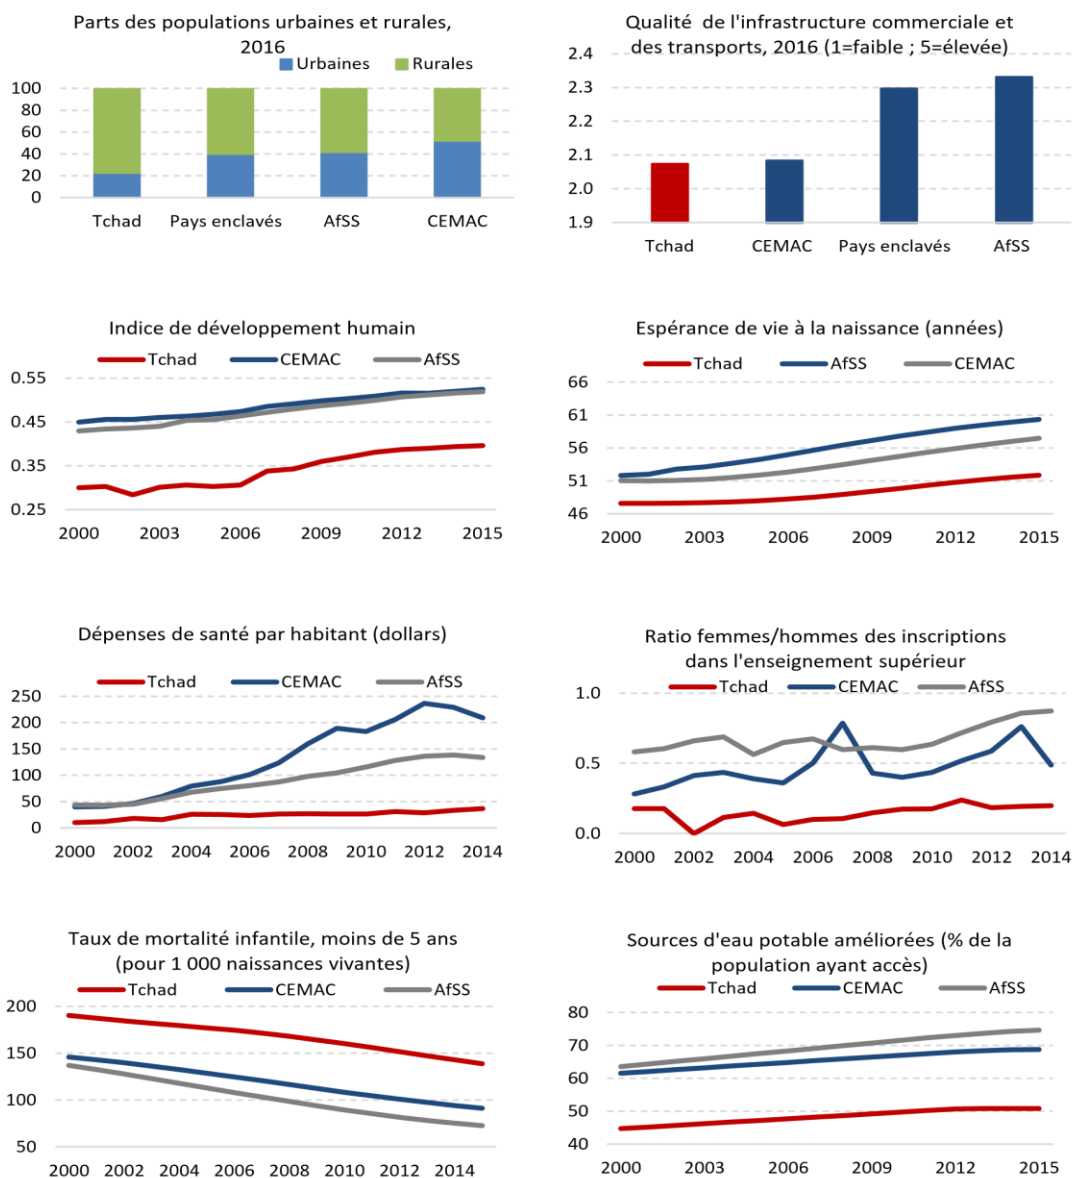 Parts des populations urbaines et rurales,
2016
Urbaines Rurales
100
80
60
40
20
0
Tchad Pays enclavés AfSS CEMAC
Qualité de l'infrastructure commerciale et
des transports, 2016 (1=faible ; 5=élevée)
2.4
2.3
2.2
2.1
2.0
1.9
Tchad CEMAC Pays enclavés AfSS
Indice de développement humain
Tchad CEMAC AfSS
0.55
0.45
0.35
0.25
2000 2003 2006 2009 2012 2015
Espérance de vie à la naissance (années)
Tchad AfSS CEMAC
66
61
56
51
46
2000 2003 2006 2009 2012 2015
Dépenses de santé par habitant (dollars)
Tchad CEMAC AfSS
250
200
150
100
50
0
2000 2002 2004 2006 2008 2010 2012 2014
Ratio femmes/hommes des inscriptions
dans l'enseignement supérieur
Tchad CEMAC AfSS
1.0
0.5
0.0
2000 2002 2004 2006 2008 2010 2012 2014
Taux de mortalité infantile, moins de 5 ans
(pour 1 000 naissances vivantes)
Tchad CEMAC AfSS
200
150
100
50
2000 2002 2004 2006 2008 2010 2012 2014
Sources d'eau potable améliorées (% de la
population ayant accès)
Tchad CEMAC AfSS
80
70
60
50
40
2000 2003 2006 2009 2012 2015